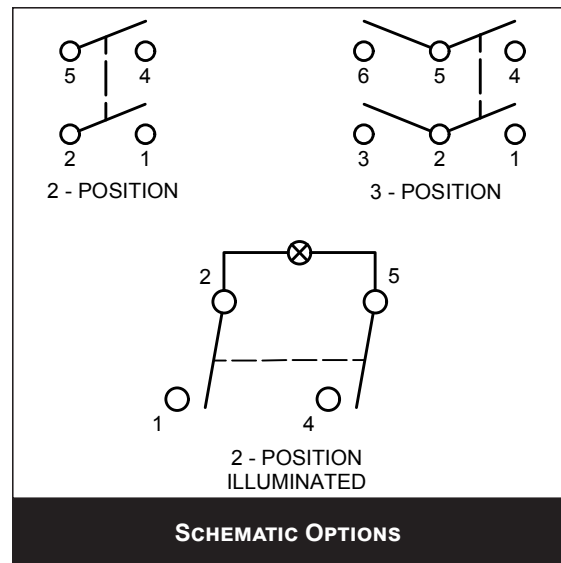 5 4
2 1
2 - POSITION
6 5 4
3 2 1
3 - POSITION
2 5
1 4
2 - POSITION
ILLUMINATED
SCHEMATIC OPTIONS